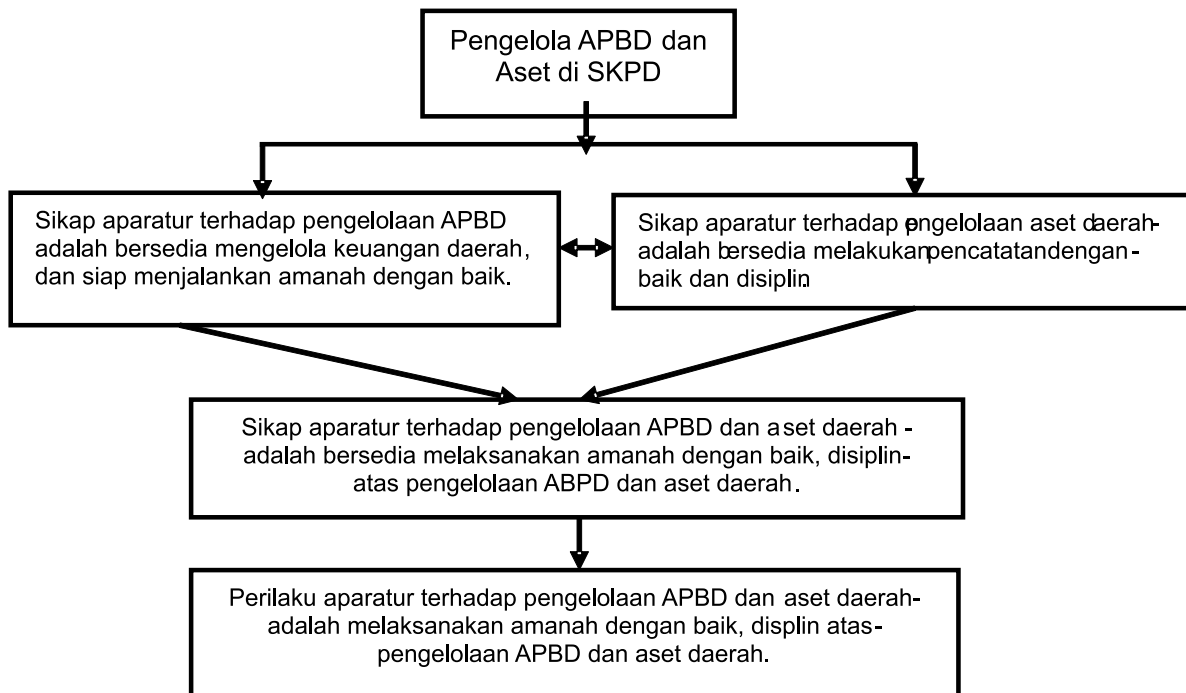 Pengelola APBD dan
Aset di SKPD
Sikap aparatur terhadap pengelolaan APBD
adalah bersedia mengelola keuangan daerah,
dan siap menjalankan amanah dengan baik.
Sikap aparatur terhadap pengelolaan aset daerah-
adalah bersedia melakukanpencatatandengan-
baik dan disiplin
Sikap aparatur terhadap pengelolaan APBD dan aset daerah -
adalah bersedia melaksanakan amanah dengan baik, disiplin-
atas pengelolaan ABPD dan aset daerah.
Perilaku aparatur terhadap pengelolaan APBD dan aset daerah-
adalah melaksanakan amanah dengan baik, displin atas-
pengelolaan APBD dan aset daerah.